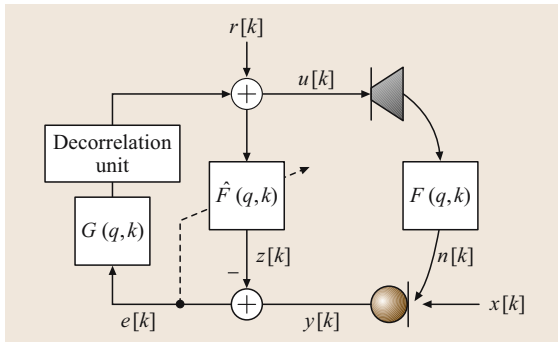 r[k]
u[k]
Decorrelation
unit
F̂ (q,k)
F (q,k)
G (q,k)
z[k]
n[k]
−
e[k]
y[k]
x[k]